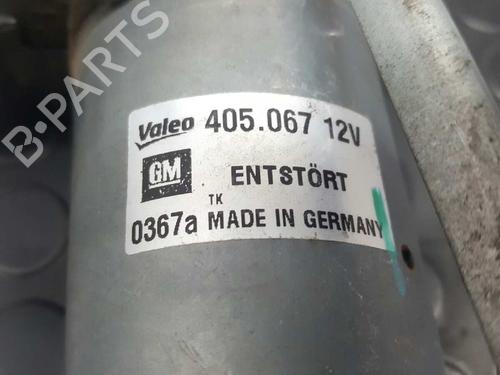 B-PARTS
Valeo 405.067 12V
GM ENTSTÖRT
TK
0367a MADE IN GERMANY